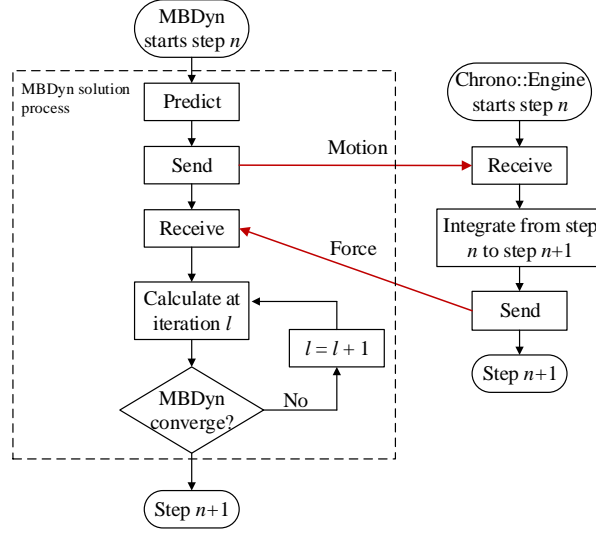 MBDyn
starts step n
MBDyn solution
process
Predict
Send
Receive
Calculate at
iteration l
l = l + 1
MBDyn
converge?
No
Step n+1
Motion
Force
Chrono::Engine
starts step n
Receive
Integrate from step
n to step n+1
Send
Step n+1